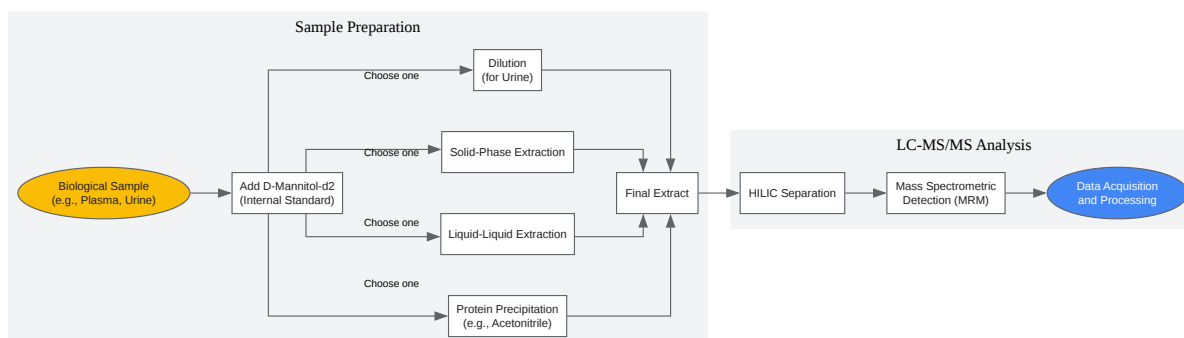 Sample Preparation
Biological Sample
(e.g., Plasma, Urine)
Add D-Mannitol-d2
(Internal Standard)
Choose one
Dilution
(for Urine)
Choose one
Solid-Phase Extraction
Choose one
Liquid-Liquid Extraction
Choose one
Protein Precipitation
(e.g., Acetonitrile)
Final Extract
LC-MS/MS Analysis
HILIC Separation
Mass Spectrometric
Detection (MRM)
Data Acquisition
and Processing